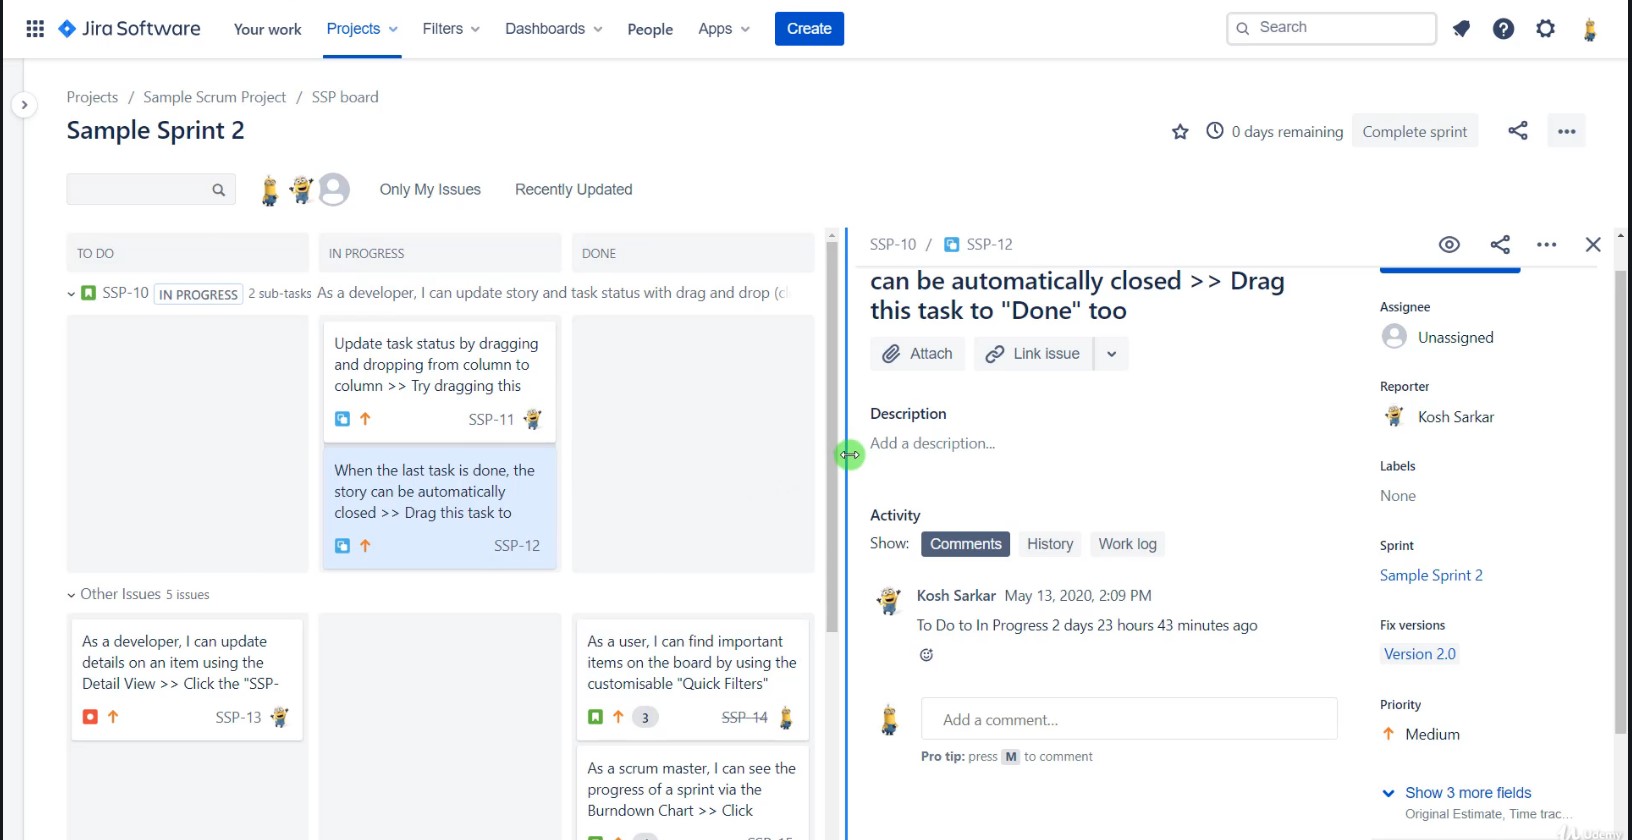 Jira Software Your work Projects Filters Dashboards People Apps Create Search
Projects / Sample Scrum Project / SSP board
Sample Sprint 2
0 days remaining Complete sprint
Only My Issues Recently Updated
TO DO IN PROGRESS DONE
SSP-10 IN PROGRESS 2 sub-tasks As a developer, I can update story and task status with drag and drop
Update task status by dragging
and dropping from column to
column >> Try dragging this
SSP-11
When the last task is done, the
story can be automatically
closed >> Drag this task to
SSP-12
Other Issues 5 issues
As a developer, I can update
details on an item using the
Detail View >> Click the "SSP-
SSP-13
As a user, I can find important
items on the board by using the
customisable "Quick Filters"
3 SSP-14
As a scrum master, I can see the
progress of a sprint via the
Burndown Chart >> Click
SSP-10 / SSP-12
can be automatically closed >> Drag
this task to "Done" too
Attach Link issue
Description
Add a description...
Activity
Show: Comments History Work log
Kosh Sarkar May 13, 2020, 2:09 PM
To Do to In Progress 2 days 23 hours 43 minutes ago
Add a comment...
Pro tip: press M to comment
Assignee
Unassigned
Reporter
Kosh Sarkar
Labels
None
Sprint
Sample Sprint 2
Fix versions
Version 2.0
Priority
Medium
Show 3 more fields
Original Estimate, Time trac...
Udemy